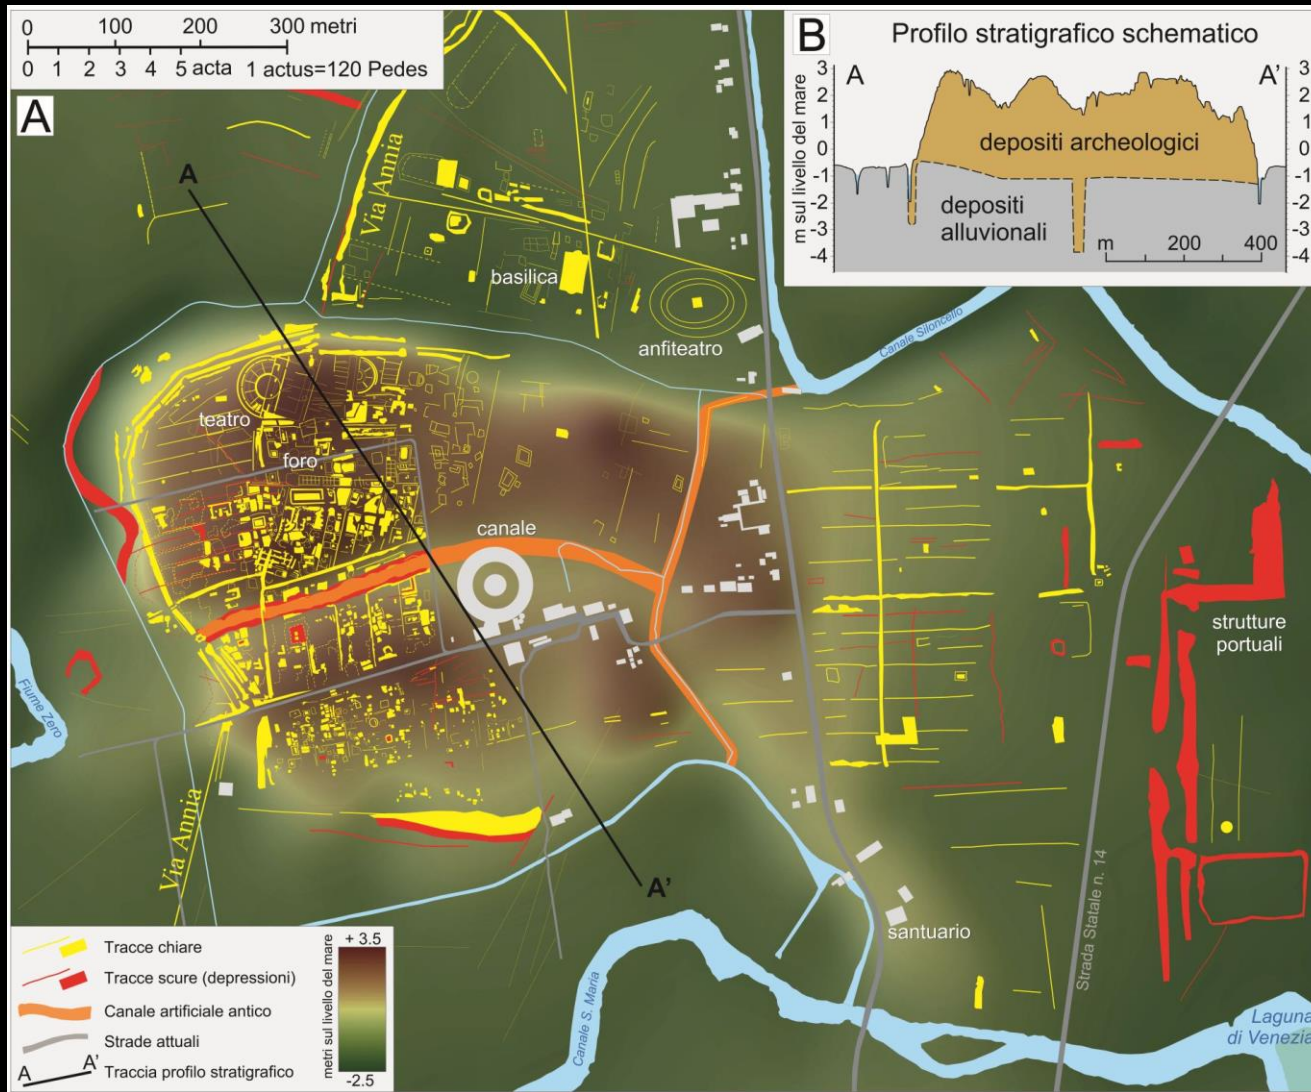 0 100 200 300 metri
0 1 2 3 4 5 acta 1 actus=120 Pedes
A
B
Profilo stratigrafico schematico
A A'
m sul livello del mare
3 3
2 2
1 1
0 0
-1 -1
-2 -2
-3 -3
-4 -4
depositi archeologici
depositi
alluvionali
m 200 400
A
Via Annia
basilica
anfiteatro
Canale Siloncello
teatro
foro
canale
strutture
portuali
Fiume Zero
Via Annia
A'
santuario
Strada Statale n. 14
Canale S. Maria
Laguna
di Venezia
Tracce chiare
Tracce scure (depressioni)
Canale artificiale antico
Strade attuali
A A' Traccia profilo stratigrafico
metri sul livello del mare
+ 3.5
-2.5